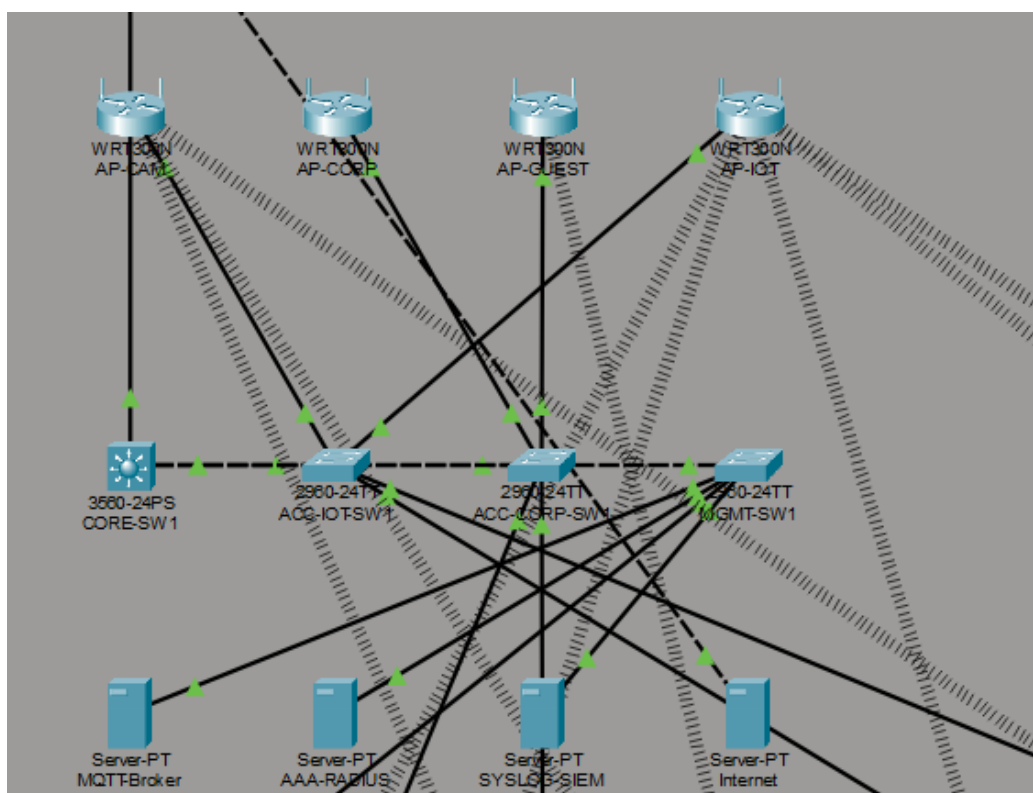 WRT300N
AP-CAM
WRT300N
AP-CORP
WRT300N
AP-GUEST
WRT300N
AP-IOT
3560-24PS
CORE-SW1
2960-24TT
ACC-IOT-SW1
2960-24TT
ACC-CORP-SW1
2960-24TT
MGMT-SW1
Server-PT
MQTT-Broker
Server-PT
AAA-RADIUS
Server-PT
SYSLOG-SIEM
Server-PT
Internet